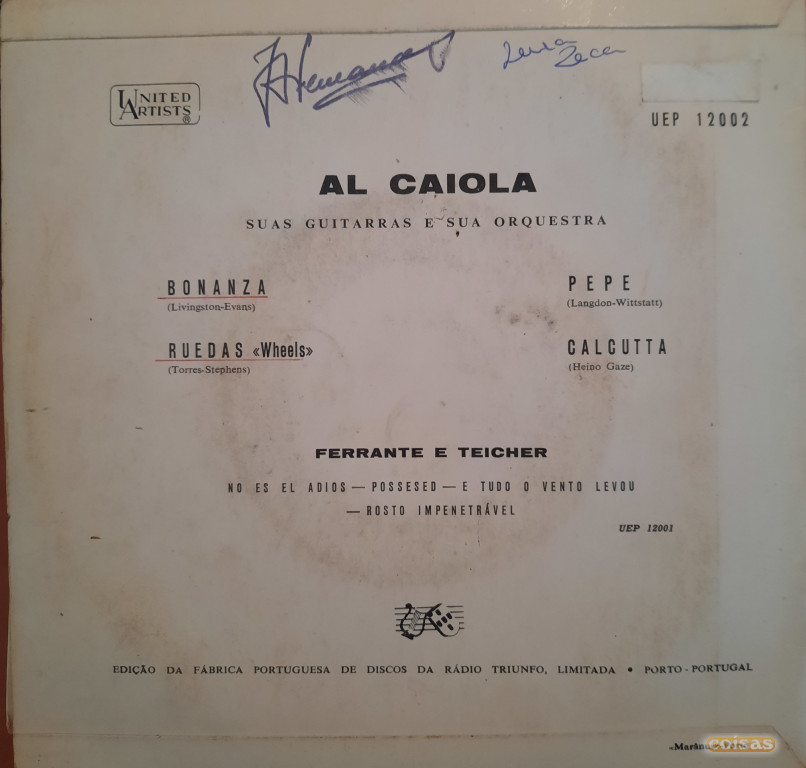 UNITED
ARTISTS ®
UEP 12002
AL CAIOLA
SUAS GUITARRAS E SUA ORQUESTRA
BONANZA
(Livingston-Evans)
RUEDAS «Wheels»
(Torres-Stephens)
PEPE
(Langdon-Wittstatt)
CALCUTTA
(Heino Gaze)
FERRANTE E TEICHER
NO ES EL ADIOS — POSSESED — E TUDO O VENTO LEVOU
— ROSTO IMPENETRÁVEL
UEP 12001
EDIÇÃO DA FÁBRICA PORTUGUESA DE DISCOS DA RÁDIO TRIUNFO, LIMITADA • PORTO - PORTUGAL
coisas